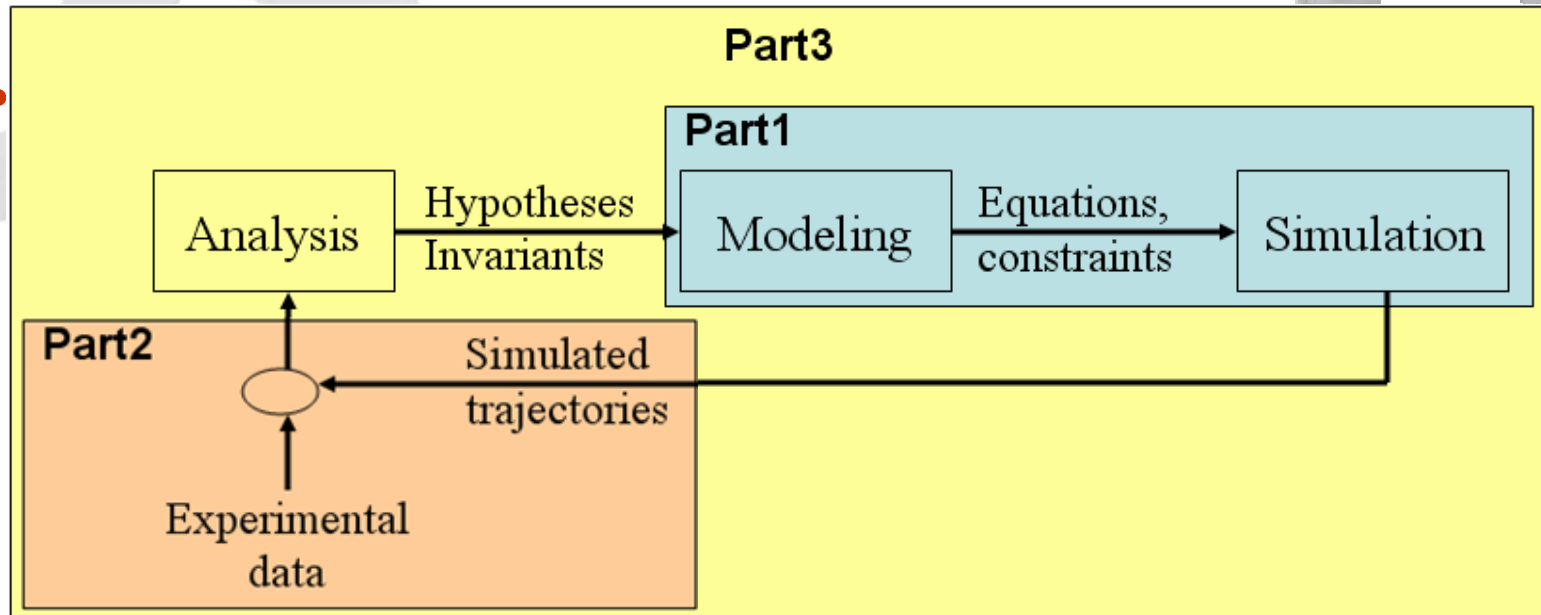 Part3
Part1
Analysis
Hypotheses
Invariants
Modeling
Equations,
constraints
Simulation
Part2
Simulated
trajectories
Experimental
data